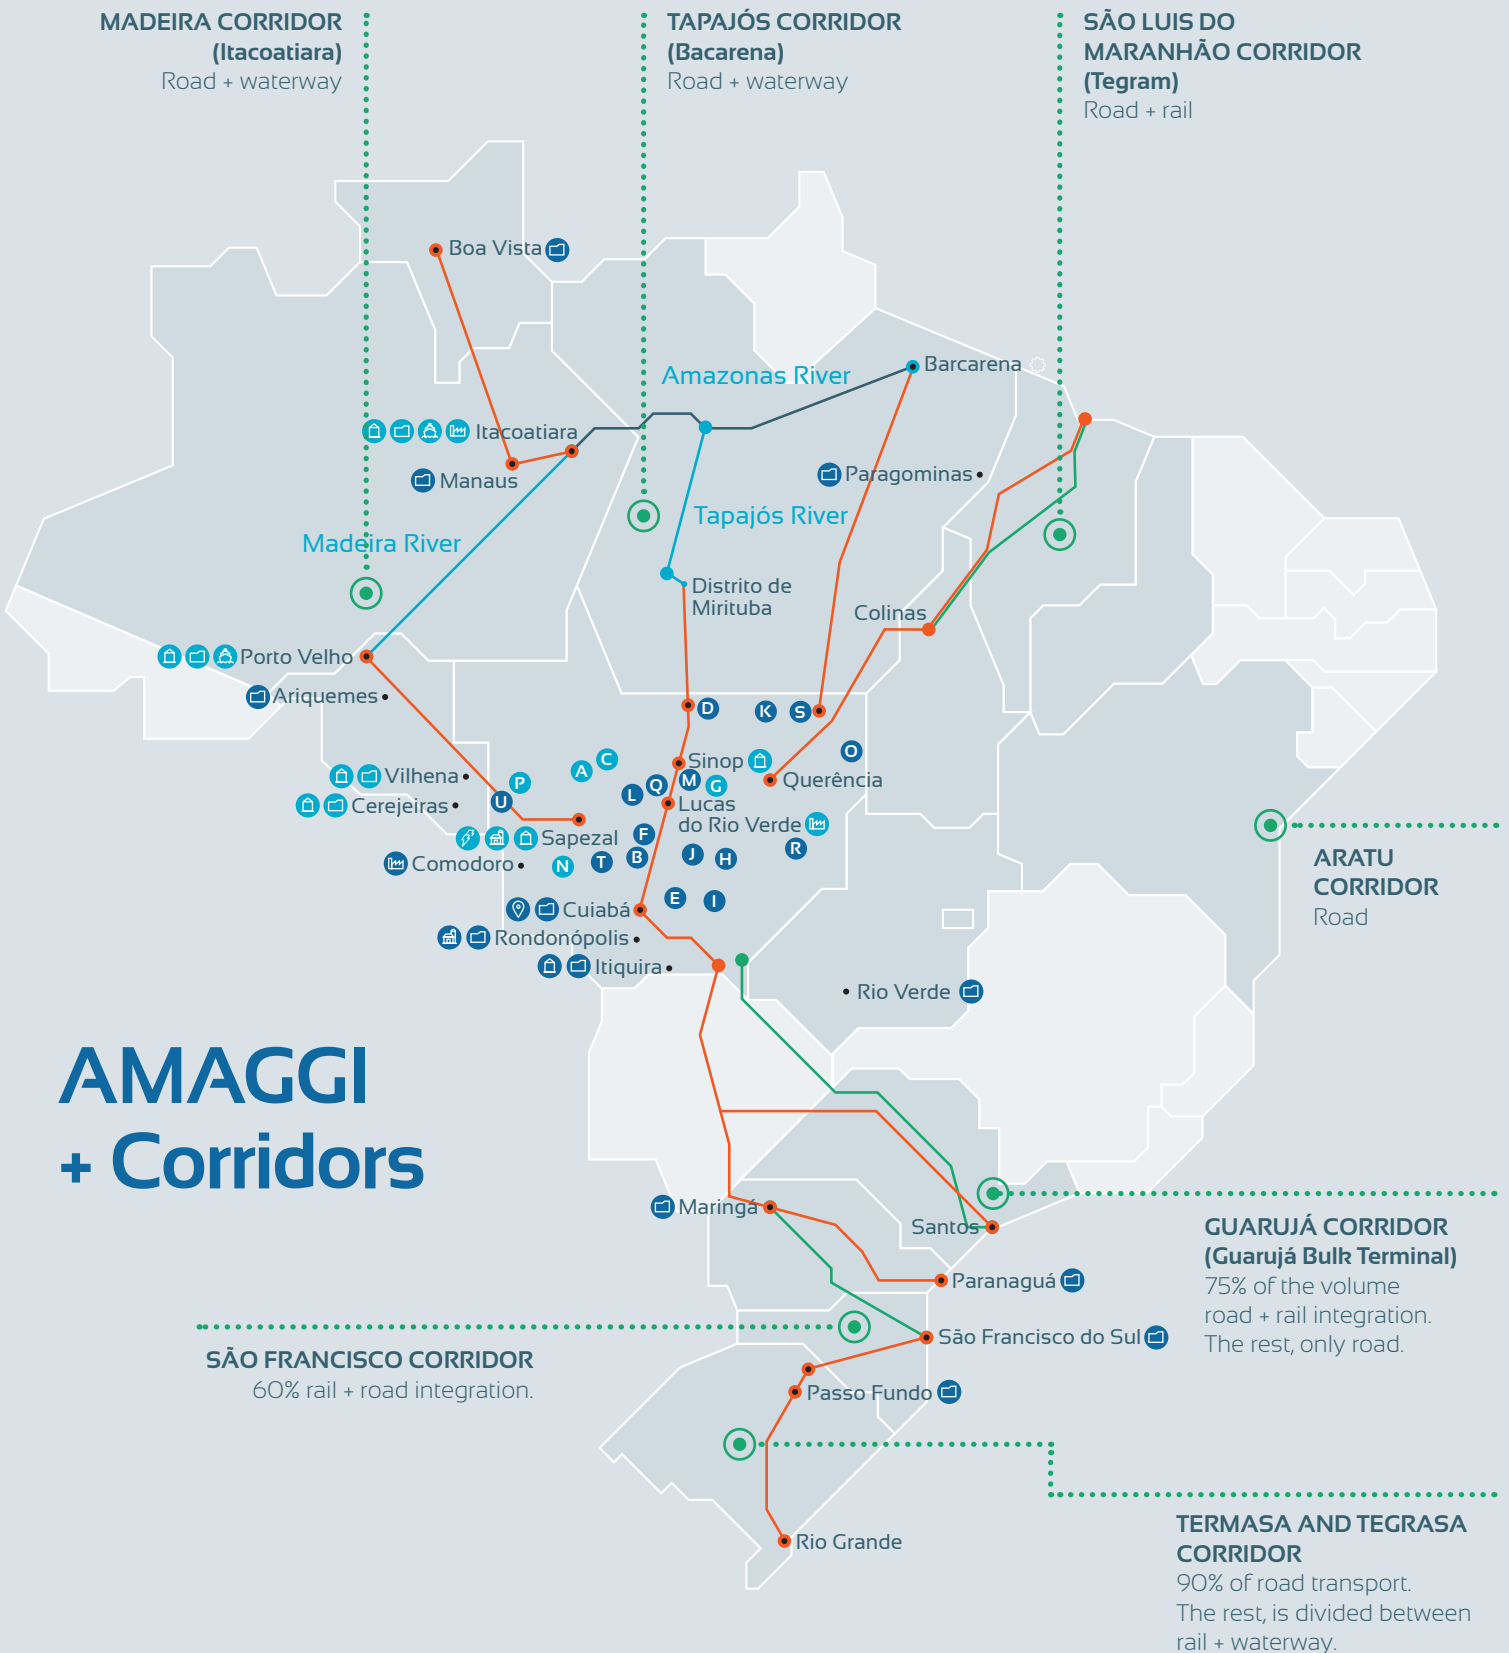 MADEIRA CORRIDOR
(Itacoatiara)
Road + waterway
TAPAJÓS CORRIDOR
(Bacarena)
Road + waterway
SÃO LUIS DO
MARANHÃO CORRIDOR
(Tegram)
Road + rail
Boa Vista
Amazonas River
Barcarena
Itacoatiara
Manaus
Paragominas
Tapajós River
Madeira River
Distrito de
Mirituba
Colinas
Porto Velho
Ariquemes
D
K
S
O
Sinop
Querência
Vilhena
P
A
C
L
Q
M
G
U
Cerejeiras
Lucas
do Rio Verde
Sapezal
F
Comodoro
N
T
B
J
H
R
E
I
Cuiabá
Rondonópolis
Itiquira
Rio Verde
ARATU
CORRIDOR
Road
AMAGGI
+ Corridors
Maringá
Santos
GUARUJÁ CORRIDOR
(Guarujá Bulk Terminal)
75% of the volume
road + rail integration.
The rest, only road.
Paranaguá
São Francisco do Sul
SÃO FRANCISCO CORRIDOR
60% rail + road integration.
Passo Fundo
Rio Grande
TERMASA AND TEGRASA
CORRIDOR
90% of road transport.
The rest, is divided between
rail + waterway.